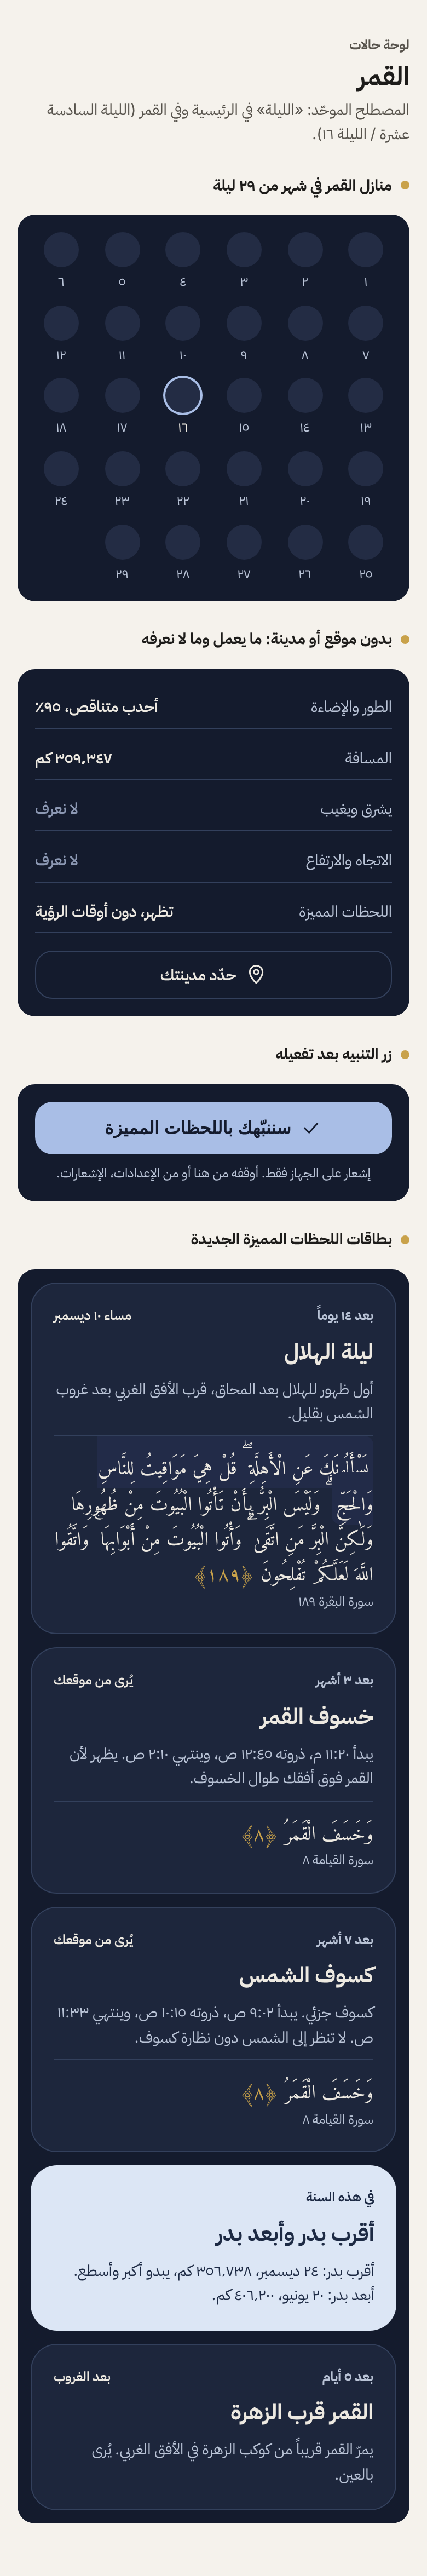 لوحة حالات
القمر
المصطلح الموحّد: «الليلة» في الرئيسية وفي القمر (الليلة السادسة
عشرة / الليلة ١٦).
منازل القمر في شهر من ٢٩ ليلة
١ ٢ ٣ ٤ ٥ ٦
٧ ٨ ٩ ١٠ ١١ ١٢
١٣ ١٤ ١٥ ١٦ ١٧ ١٨
١٩ ٢٠ ٢١ ٢٢ ٢٣ ٢٤
٢٥ ٢٦ ٢٧ ٢٨ ٢٩
بدون موقع أو مدينة: ما يعمل وما لا نعرفه
الطور والإضاءة أحدب متناقص، ٩٥٪
المسافة ٣٥٩,٣٤٧ كم
يشرق ويغيب لا نعرف
الاتجاه والارتفاع لا نعرف
اللحظات المميزة تظهر، دون أوقات الرؤية
حدّد مدينتك
زر التنبيه بعد تفعيله
سننبّهك باللحظات المميزة
إشعار على الجهاز فقط. أوقفه من هنا أو من الإعدادات، الإشعارات.
بطاقات اللحظات المميزة الجديدة
بعد ١٤ يوماً مساء ١٠ ديسمبر
ليلة الهلال
أول ظهور للهلال بعد المحاق، قرب الأفق الغربي بعد غروب
الشمس بقليل.
يَسْأَلُونَكَ عَنِ الْأَهِلَّةِ ۖ قُلْ هِيَ مَوَاقِيتُ لِلنَّاسِ
وَالْحَجِّ ۗ وَلَيْسَ الْبِرُّ بِأَنْ تَأْتُوا الْبُيُوتَ مِنْ ظُهُورِهَا
وَلَٰكِنَّ الْبِرَّ مَنِ اتَّقَىٰ ۗ وَأْتُوا الْبُيُوتَ مِنْ أَبْوَابِهَا ۚ وَاتَّقُوا
اللَّهَ لَعَلَّكُمْ تُفْلِحُونَ ﴿١٨٩﴾
سورة البقرة ١٨٩
بعد ٣ أشهر يُرى من موقعك
خسوف القمر
يبدأ ١١:٢٠ م، ذروته ١٢:٤٥ ص، وينتهي ٢:١٠ ص. يظهر لأن
القمر فوق أفقك طوال الخسوف.
وَخَسَفَ الْقَمَرُ ﴿٨﴾
سورة القيامة ٨
بعد ٧ أشهر يُرى من موقعك
كسوف الشمس
كسوف جزئي. يبدأ ٩:٠٢ ص، ذروته ١٠:١٥ ص، وينتهي ١١:٣٣
ص. لا تنظر إلى الشمس دون نظارة كسوف.
وَخَسَفَ الْقَمَرُ ﴿٨﴾
سورة القيامة ٨
في هذه السنة
أقرب بدر وأبعد بدر
أقرب بدر: ٢٤ ديسمبر، ٣٥٦,٧٣٨ كم، يبدو أكبر وأسطع.
أبعد بدر: ٢٠ يونيو، ٤٠٦,٢٠٠ كم.
بعد ٥ أيام بعد الغروب
القمر قرب الزهرة
يمرّ القمر قريباً من كوكب الزهرة في الأفق الغربي. يُرى
بالعين.